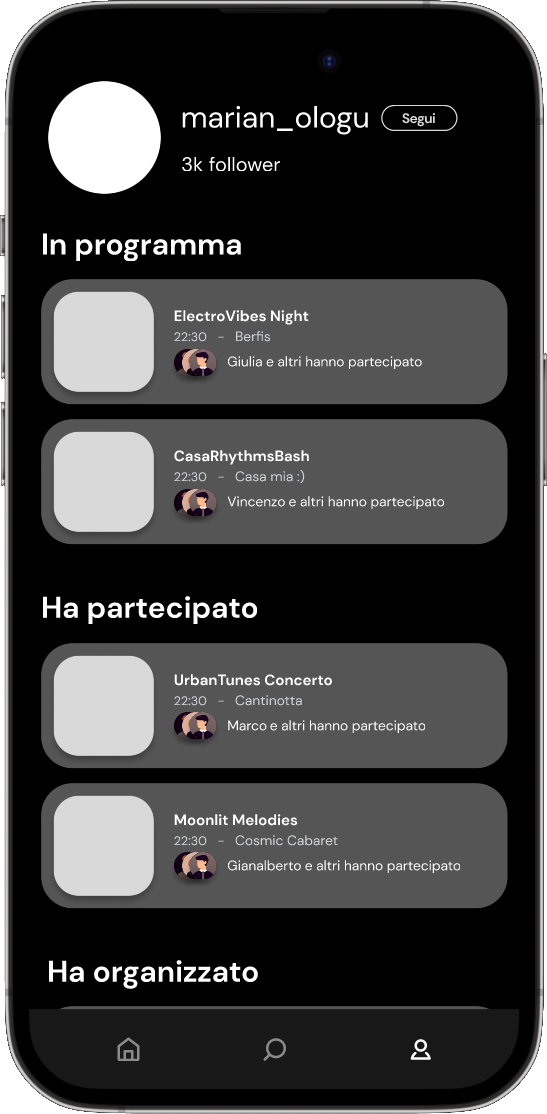 marian_ologu Segui
3k follower
In programma
ElectroVibes Night
22:30 - Berfis
Giulia e altri hanno partecipato
CasaRhythmsBash
22:30 - Casa mia :)
Vincenzo e altri hanno partecipato
Ha partecipato
UrbanTunes Concerto
22:30 - Cantinotta
Marco e altri hanno partecipato
Moonlit Melodies
22:30 - Cosmic Cabaret
Gianalberto e altri hanno partecipato
Ha organizzato